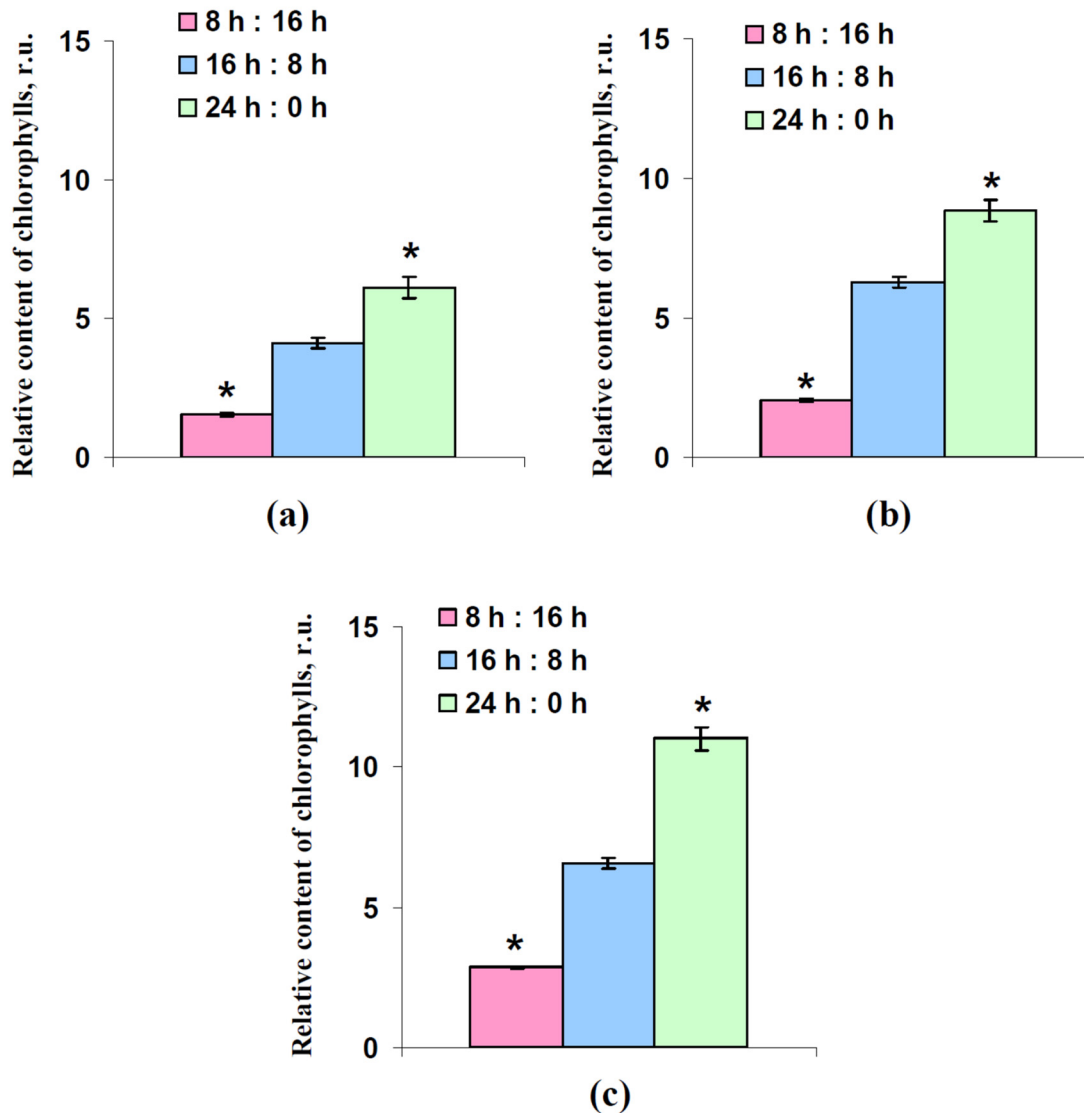 Relative content of chlorophylls, r.u.
15
10
5
0
8 h : 16 h
16 h : 8 h
24 h : 0 h
*
*
(a)
Relative content of chlorophylls, r.u.
15
10
5
0
8 h : 16 h
16 h : 8 h
24 h : 0 h
*
*
(b)
Relative content of chlorophylls, r.u.
15
10
5
0
8 h : 16 h
16 h : 8 h
24 h : 0 h
*
*
(c)